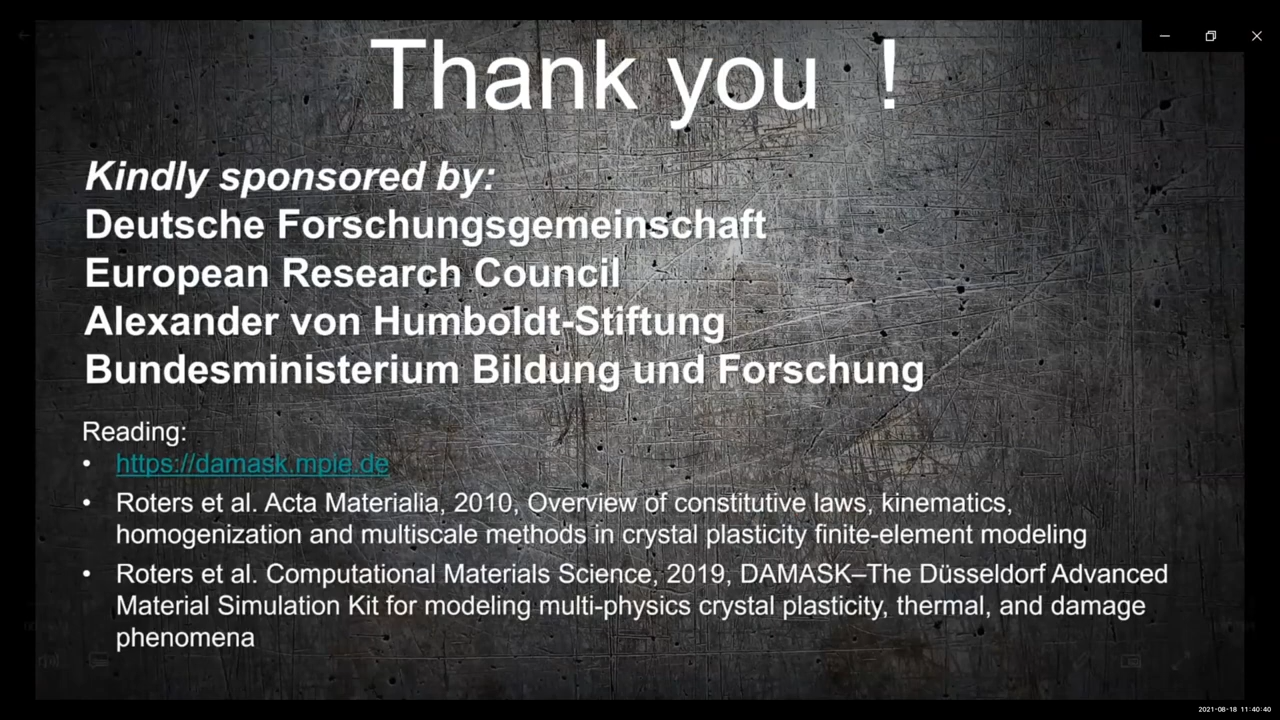 Thank you !
Kindly sponsored by:
Deutsche Forschungsgemeinschaft
European Research Council
Alexander von Humboldt-Stiftung
Bundesministerium Bildung und Forschung
Reading:
• https://damask.mpie.de
• Roters et al. Acta Materialia, 2010, Overview of constitutive laws, kinematics,
homogenization and multiscale methods in crystal plasticity finite-element modeling
• Roters et al. Computational Materials Science, 2019, DAMASK–The Düsseldorf Advanced
Material Simulation Kit for modeling multi-physics crystal plasticity, thermal, and damage
phenomena
2021-08-18 11:40:40